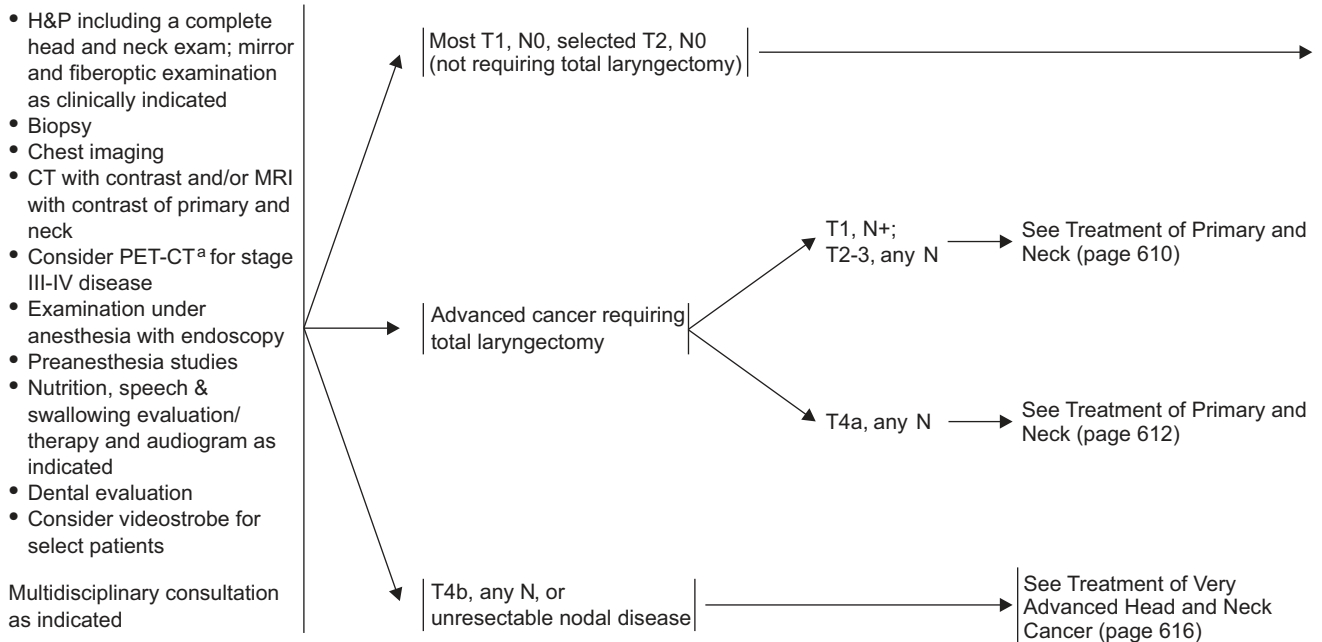 • H&P including a complete
head and neck exam; mirror
and fiberoptic examination
as clinically indicated
• Biopsy
• Chest imaging
• CT with contrast and/or MRI
with contrast of primary and
neck
• Consider PET-CTᵃ for stage
III-IV disease
• Examination under
anesthesia with endoscopy
• Preanesthesia studies
• Nutrition, speech &
swallowing evaluation/
therapy and audiogram as
indicated
• Dental evaluation
• Consider videostrobe for
select patients
Multidisciplinary consultation
as indicated
Most T1, N0, selected T2, N0
(not requiring total laryngectomy)
Advanced cancer requiring
total laryngectomy
T1, N+;
T2-3, any N
See Treatment of Primary and
Neck (page 610)
T4a, any N
See Treatment of Primary and
Neck (page 612)
T4b, any N, or
unresectable nodal disease
See Treatment of Very
Advanced Head and Neck
Cancer (page 616)